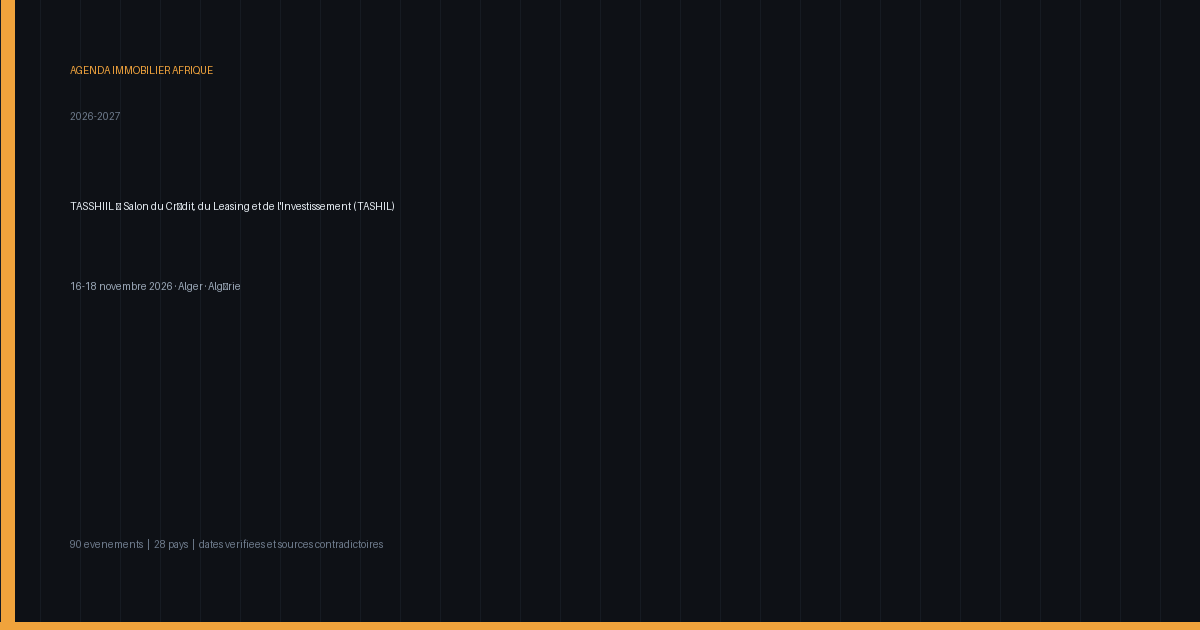 AGENDA IMMOBILIER AFRIQUE
2026-2027
TASSHIIL ▯ Salon du Cr▯dit, du Leasing et de l'Investissement (TASHIL)
16-18 novembre 2026 · Alger · Alg▯rie
90 evenements | 28 pays | dates verifiees et sources contradictoires